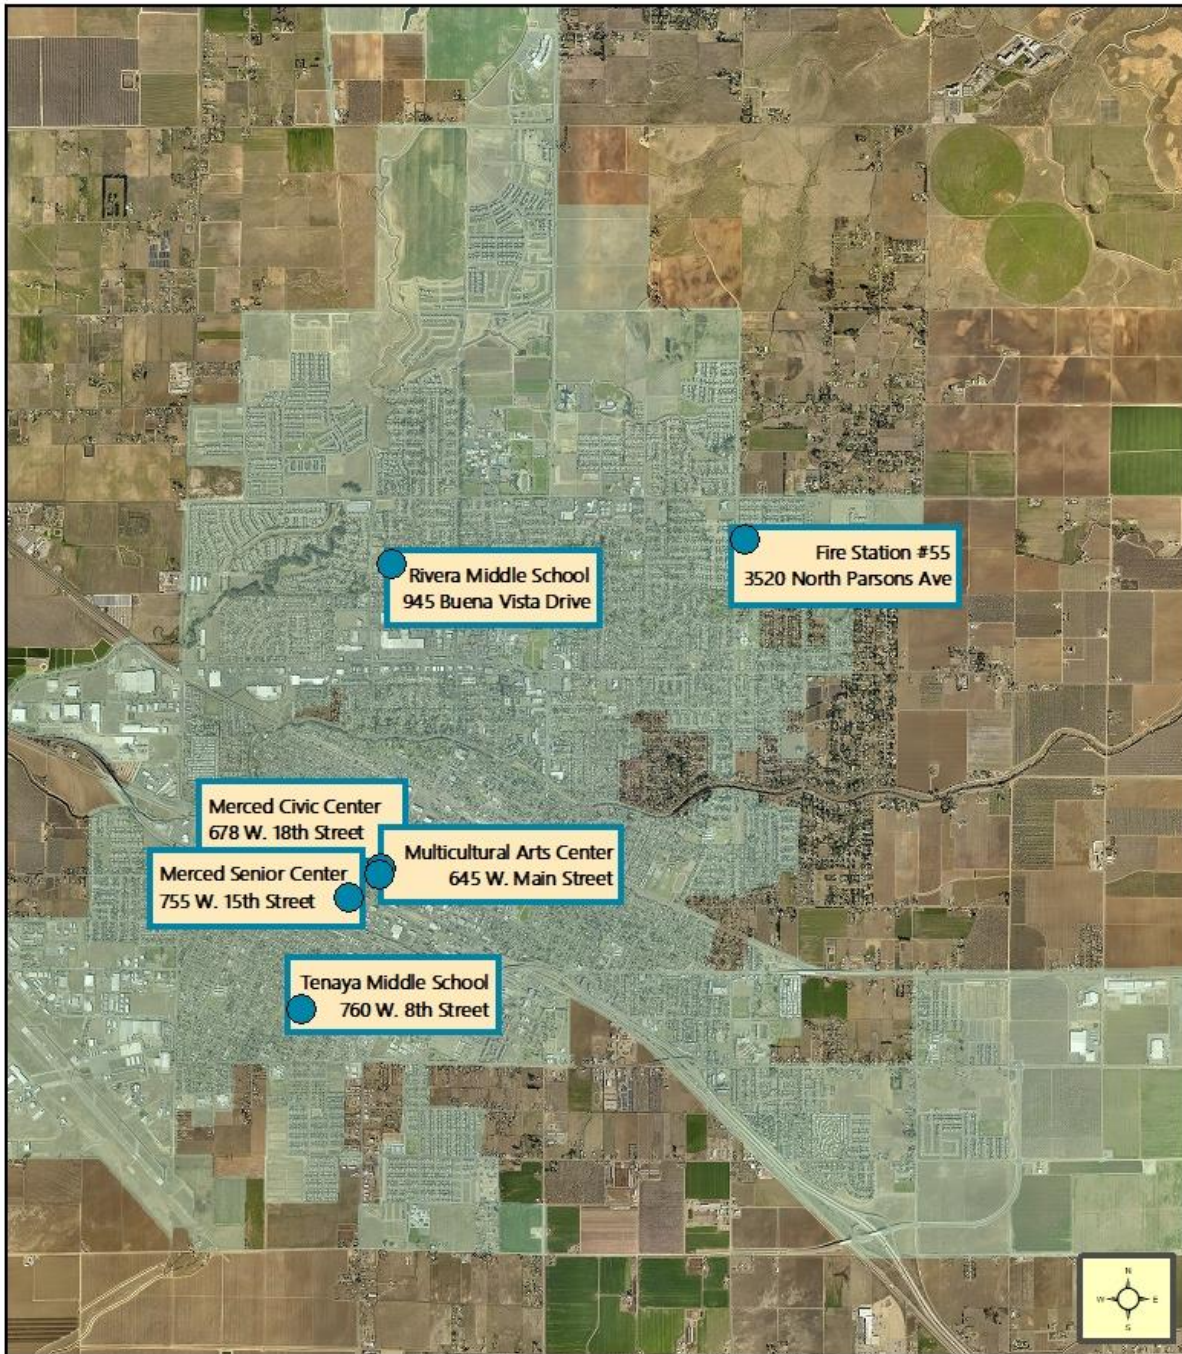 Rivera Middle School
945 Buena Vista Drive
Fire Station #55
3520 North Parsons Ave
Merced Civic Center
678 W. 18th Street
Multicultural Arts Center
645 W. Main Street
Merced Senior Center
755 W. 15th Street
Tenaya Middle School
760 W. 8th Street
N
W E
S